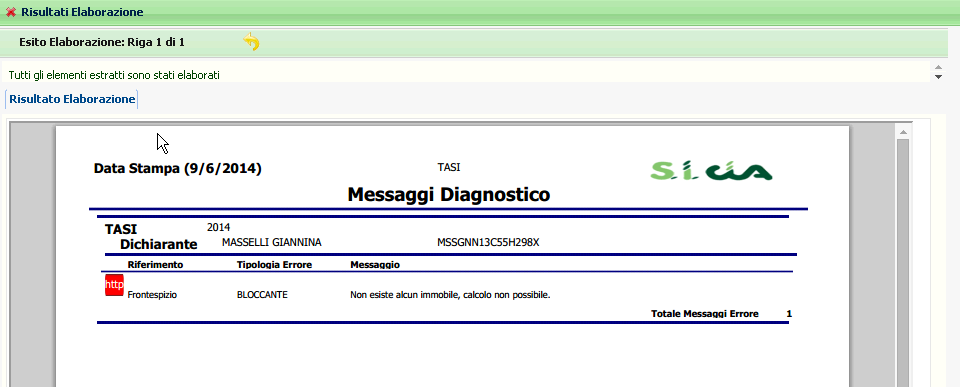 Risultati Elaborazione
Esito Elaborazione: Riga 1 di 1
Tutti gli elementi estratti sono stati elaborati
Risultato Elaborazione
Data Stampa (9/6/2014) TASI S.i. CIA
Messaggi Diagnostico
TASI 2014
Dichiarante MASSELLI GIANNINA MSSGNN13C55H298X
Riferimento Tipologia Errore Messaggio
http Frontespizio BLOCCANTE Non esiste alcun immobile, calcolo non possibile.
Totale Messaggi Errore 1